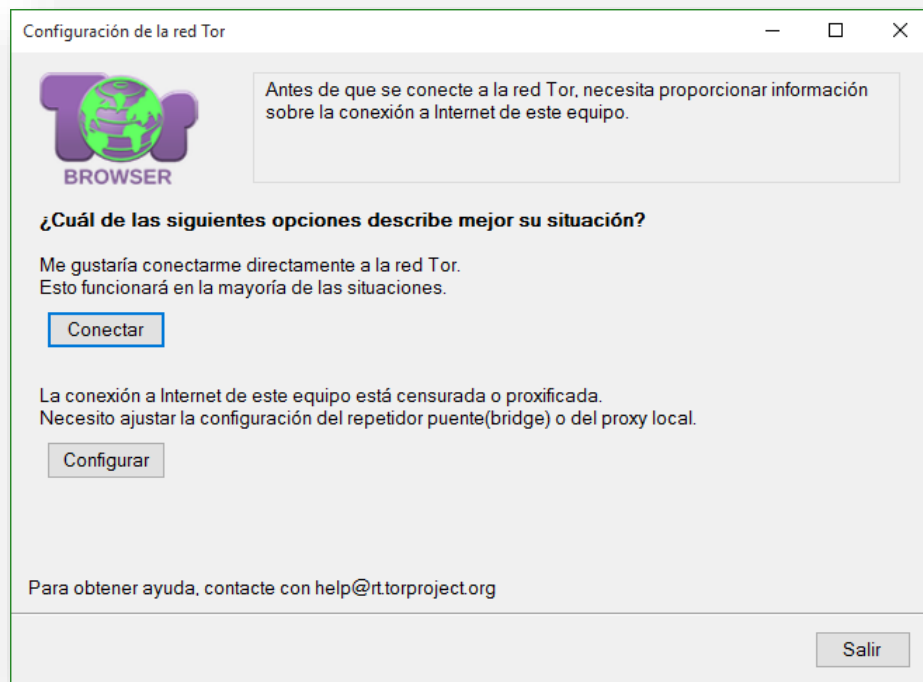 Configuración de la red Tor
Tor
BROWSER
Antes de que se conecte a la red Tor, necesita proporcionar información
sobre la conexión a Internet de este equipo.
¿Cuál de las siguientes opciones describe mejor su situación?
Me gustaría conectarme directamente a la red Tor.
Esto funcionará en la mayoría de las situaciones.
Conectar
La conexión a Internet de este equipo está censurada o proxificada.
Necesito ajustar la configuración del repetidor puente(bridge) o del proxy local.
Configurar
Para obtener ayuda, contacte con help@rt.torproject.org
Salir